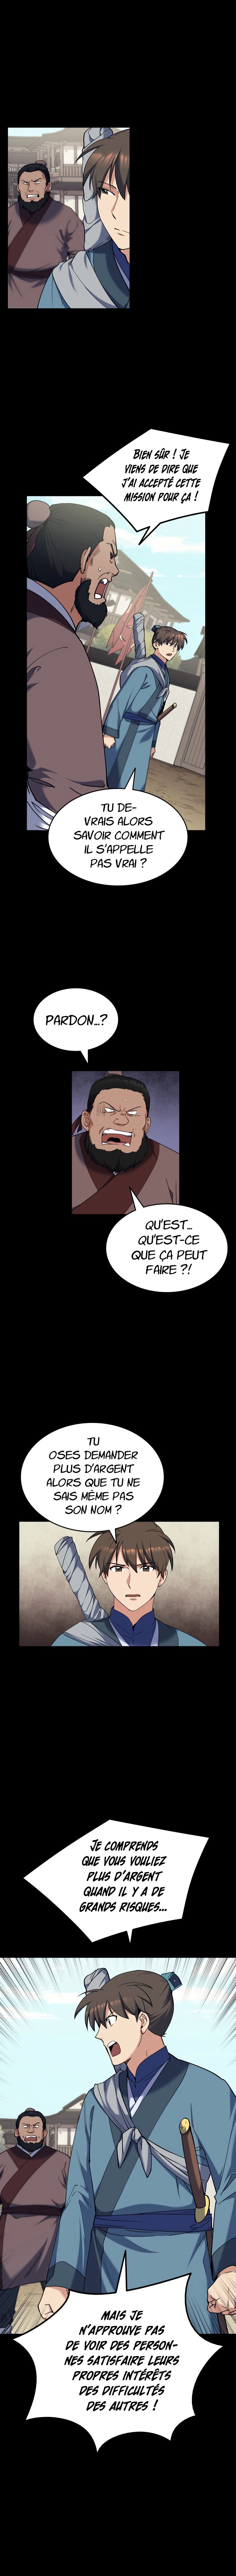 BIEN SÛR ! JE
VIENS DE DIRE QUE
J'AI ACCEPTÉ CETTE
MISSION POUR ÇA !
TU DE-
VRAIS ALORS
SAVOIR COMMENT
IL S'APPELLE
PAS VRAI ?
PARDON...?
QU'EST...
QU'EST-CE
QUE ÇA PEUT
FAIRE ?!
TU
OSES DEMANDER
PLUS D'ARGENT
ALORS QUE TU NE
SAIS MÊME PAS
SON NOM ?
JE COMPRENDS
QUE VOUS VOULIEZ
PLUS D'ARGENT
QUAND IL Y A DE
GRANDS RISQUES...
MAIS JE
N'APPROUVE PAS
DE VOIR DES PERSON-
NES SATISFAIRE LEURS
PROPRES INTÉRÊTS
DES DIFFICULTÉS
DES AUTRES !